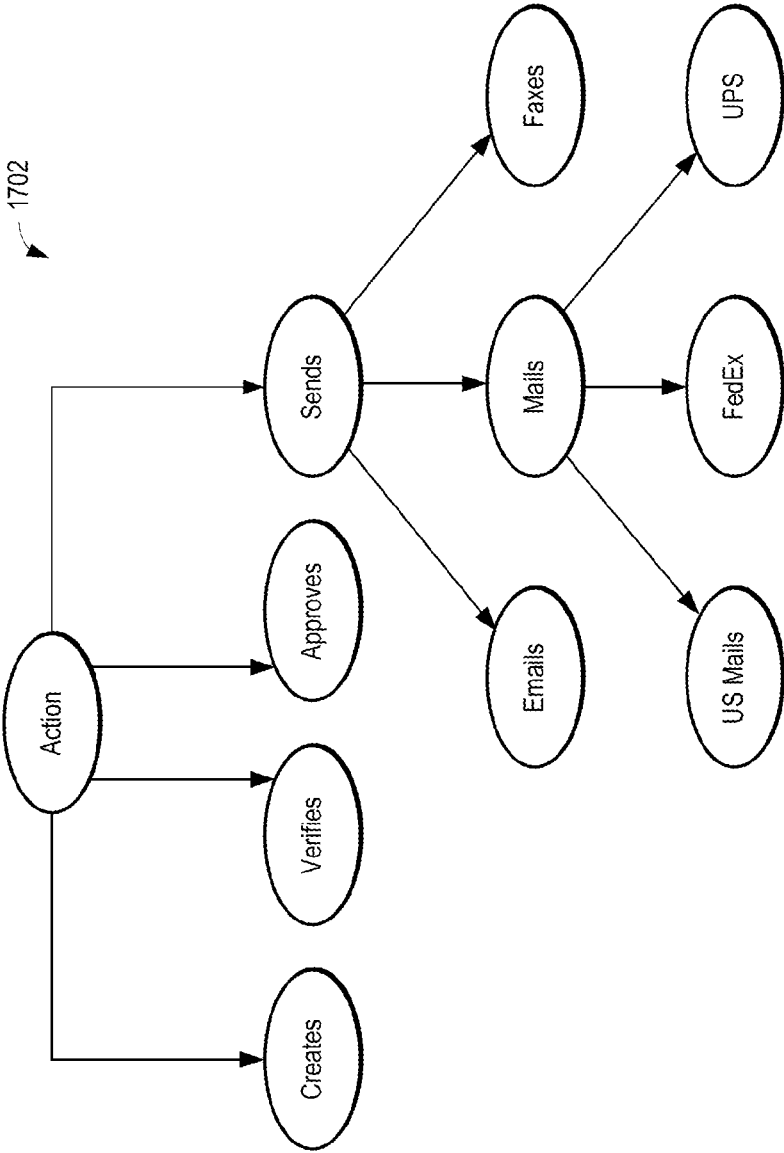 1702
Action
Creates
Verifies
Approves
Sends
Emails
Mails
Faxes
US Mails
FedEx
UPS